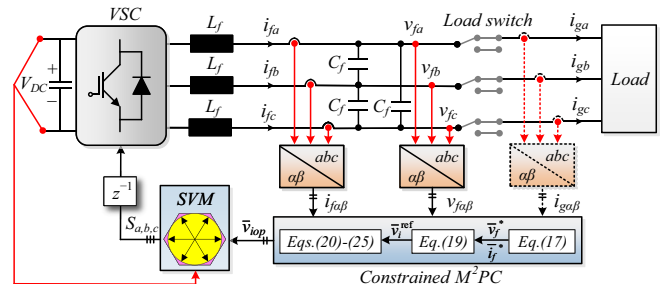 VSC
L_f
i_fa
v_fa
Load switch
i_ga
V_DC
+
−
L_f
i_fb
C_f
v_fb
i_gb
Load
L_f
i_fc
C_f
C_f
v_fc
i_gc
abc
αβ
abc
αβ
abc
αβ
z⁻¹
SVM
i_fαβ
v_fαβ
i_gαβ
S_a,b,c
v̅_iop
Eqs.(20)-(25)
v̅_i^ref
Eq.(19)
v̅_f*
i̅_f*
Eq.(17)
Constrained M²PC